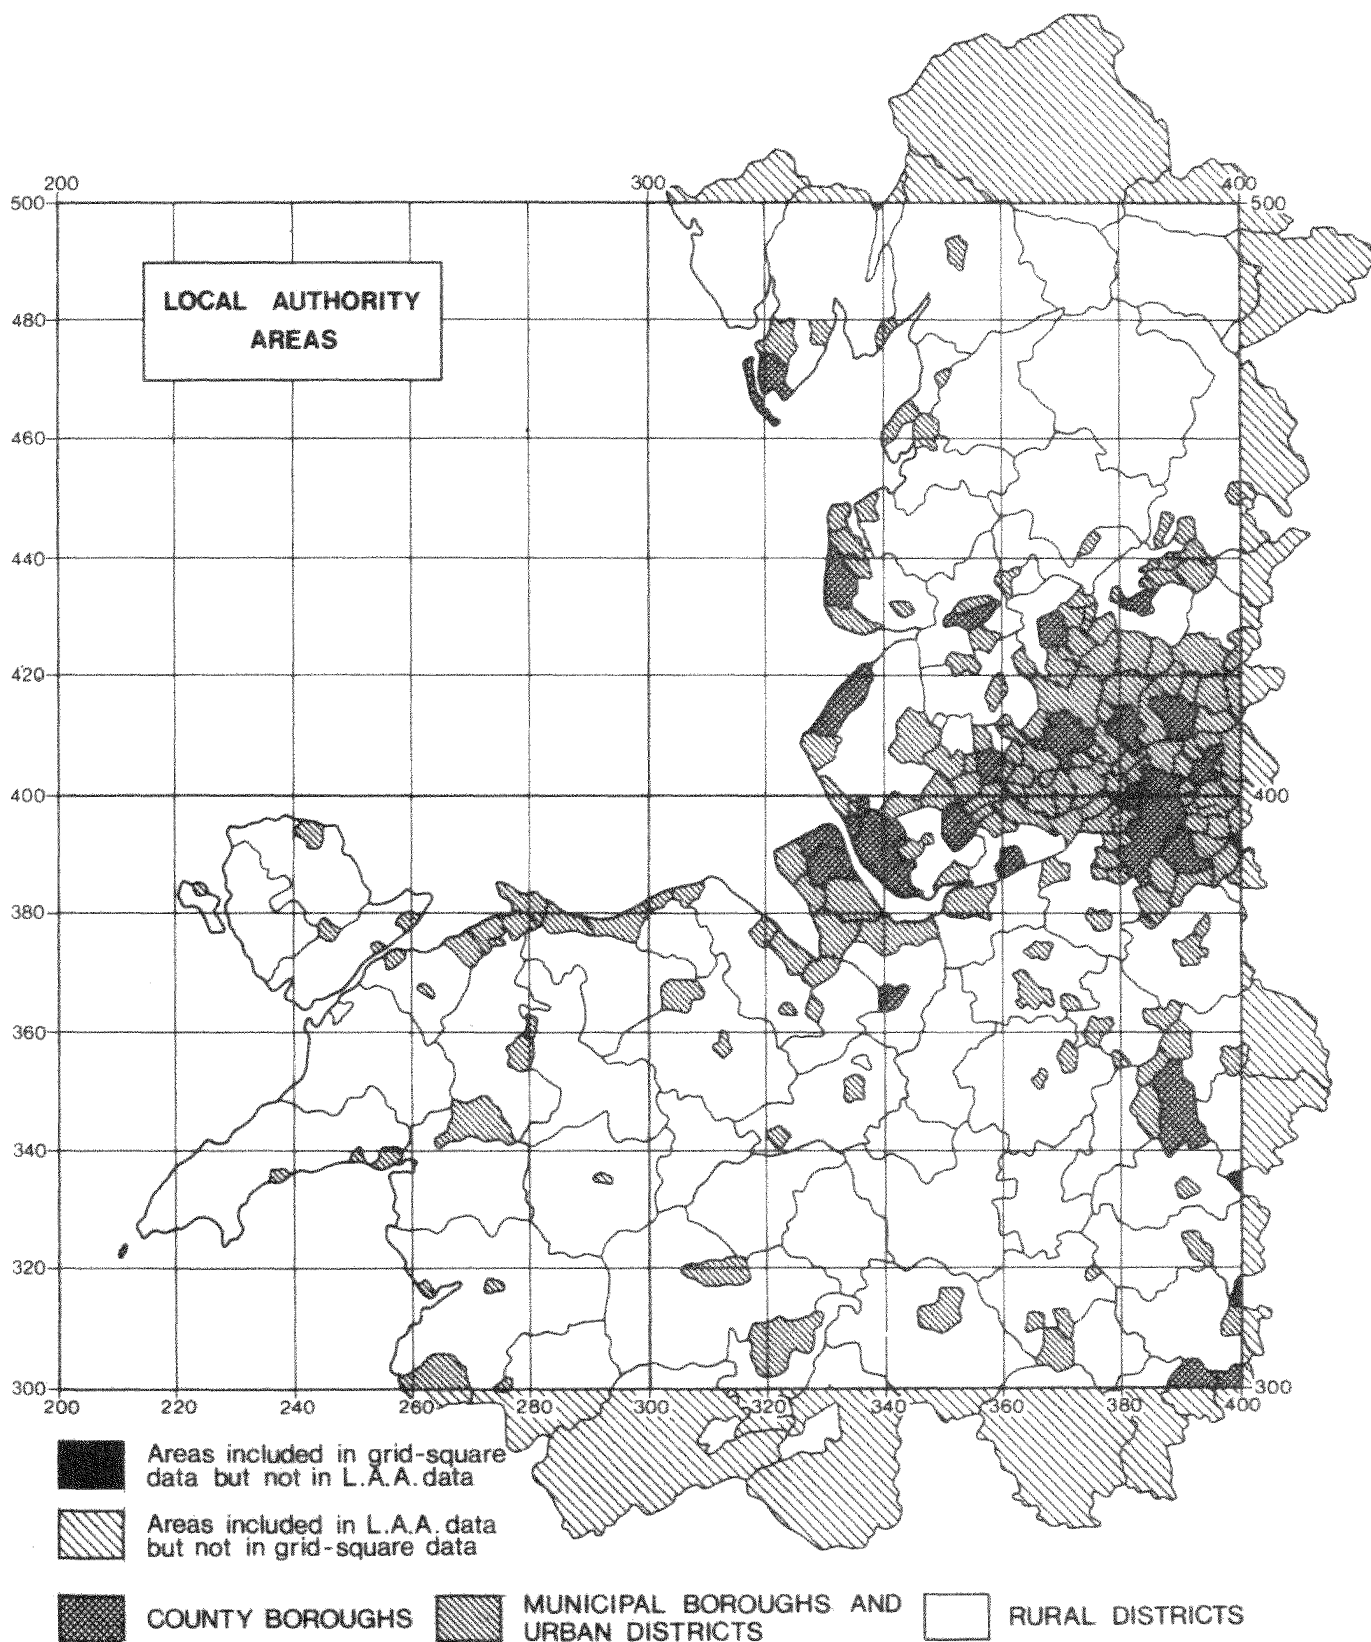 200
300
400
500
500
LOCAL AUTHORITY
AREAS
480
460
440
420
400
400
380
360
340
320
300
300
200
220
240
260
280
300
320
340
360
380
400
Areas included in grid-square
data but not in L.A.A. data
Areas included in L.A.A. data
but not in grid-square data
COUNTY BOROUGHS
MUNICIPAL BOROUGHS AND
URBAN DISTRICTS
RURAL DISTRICTS